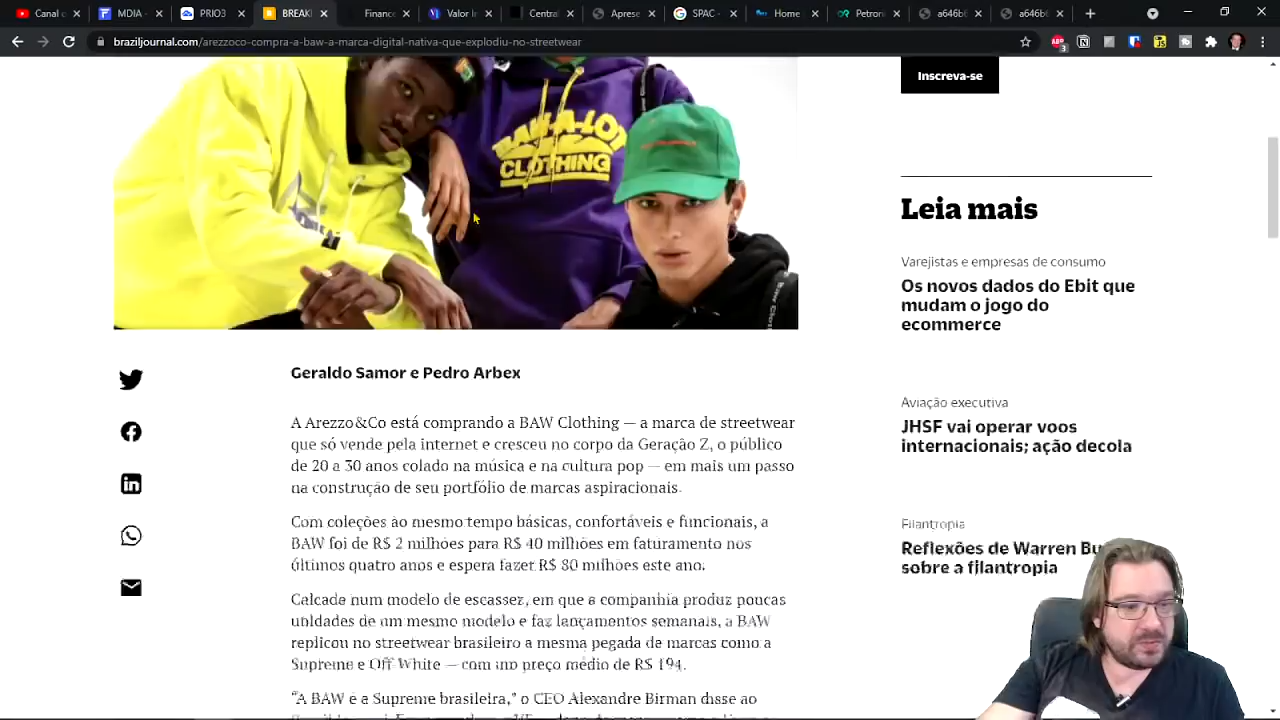 MDIA
PRIO3
BREAKI
Finance
Valor In
Central
Aprese
SPAC -
Home
Petrore
a646b
a646b
braziljournal.com/arezzoco-compra-a-baw-a-marca-digital-nativa-que-explodiu-no-streetwear
3
Inscreva-se
BAW-A-LOT
CLOTHING
Leia mais
Varejistas e empresas de consumo
Os novos dados do Ebit que
mudam o jogo do
ecommerce
Geraldo Samor e Pedro Arbex
Aviação executiva
JHSF vai operar voos
internacionais; ação decola
A Arezzo&Co está comprando a BAW Clothing — a marca de streetwear
que só vende pela internet e cresceu no corpo da Geração Z, o público
de 20 a 30 anos colado na música e na cultura pop — em mais um passo
na construção de seu portfólio de marcas aspiracionais.
Filantropia
Reflexões de Warren Bu
sobre a filantropia
Com coleções ao mesmo tempo básicas, confortáveis e funcionais, a
BAW foi de R$ 2 milhões para R$ 40 milhões em faturamento nos
últimos quatro anos e espera fazer R$ 80 milhões este ano.
Calcada num modelo de escassez, em que a companhia produz poucas
unidades de um mesmo modelo e faz lançamentos semanais, a BAW
replicou no streetwear brasileiro a mesma pegada de marcas como a
Supreme e Off-White — com um preço médio de R$ 194.
"A BAW é a Supreme brasileira," o CEO Alexandre Birman disse ao